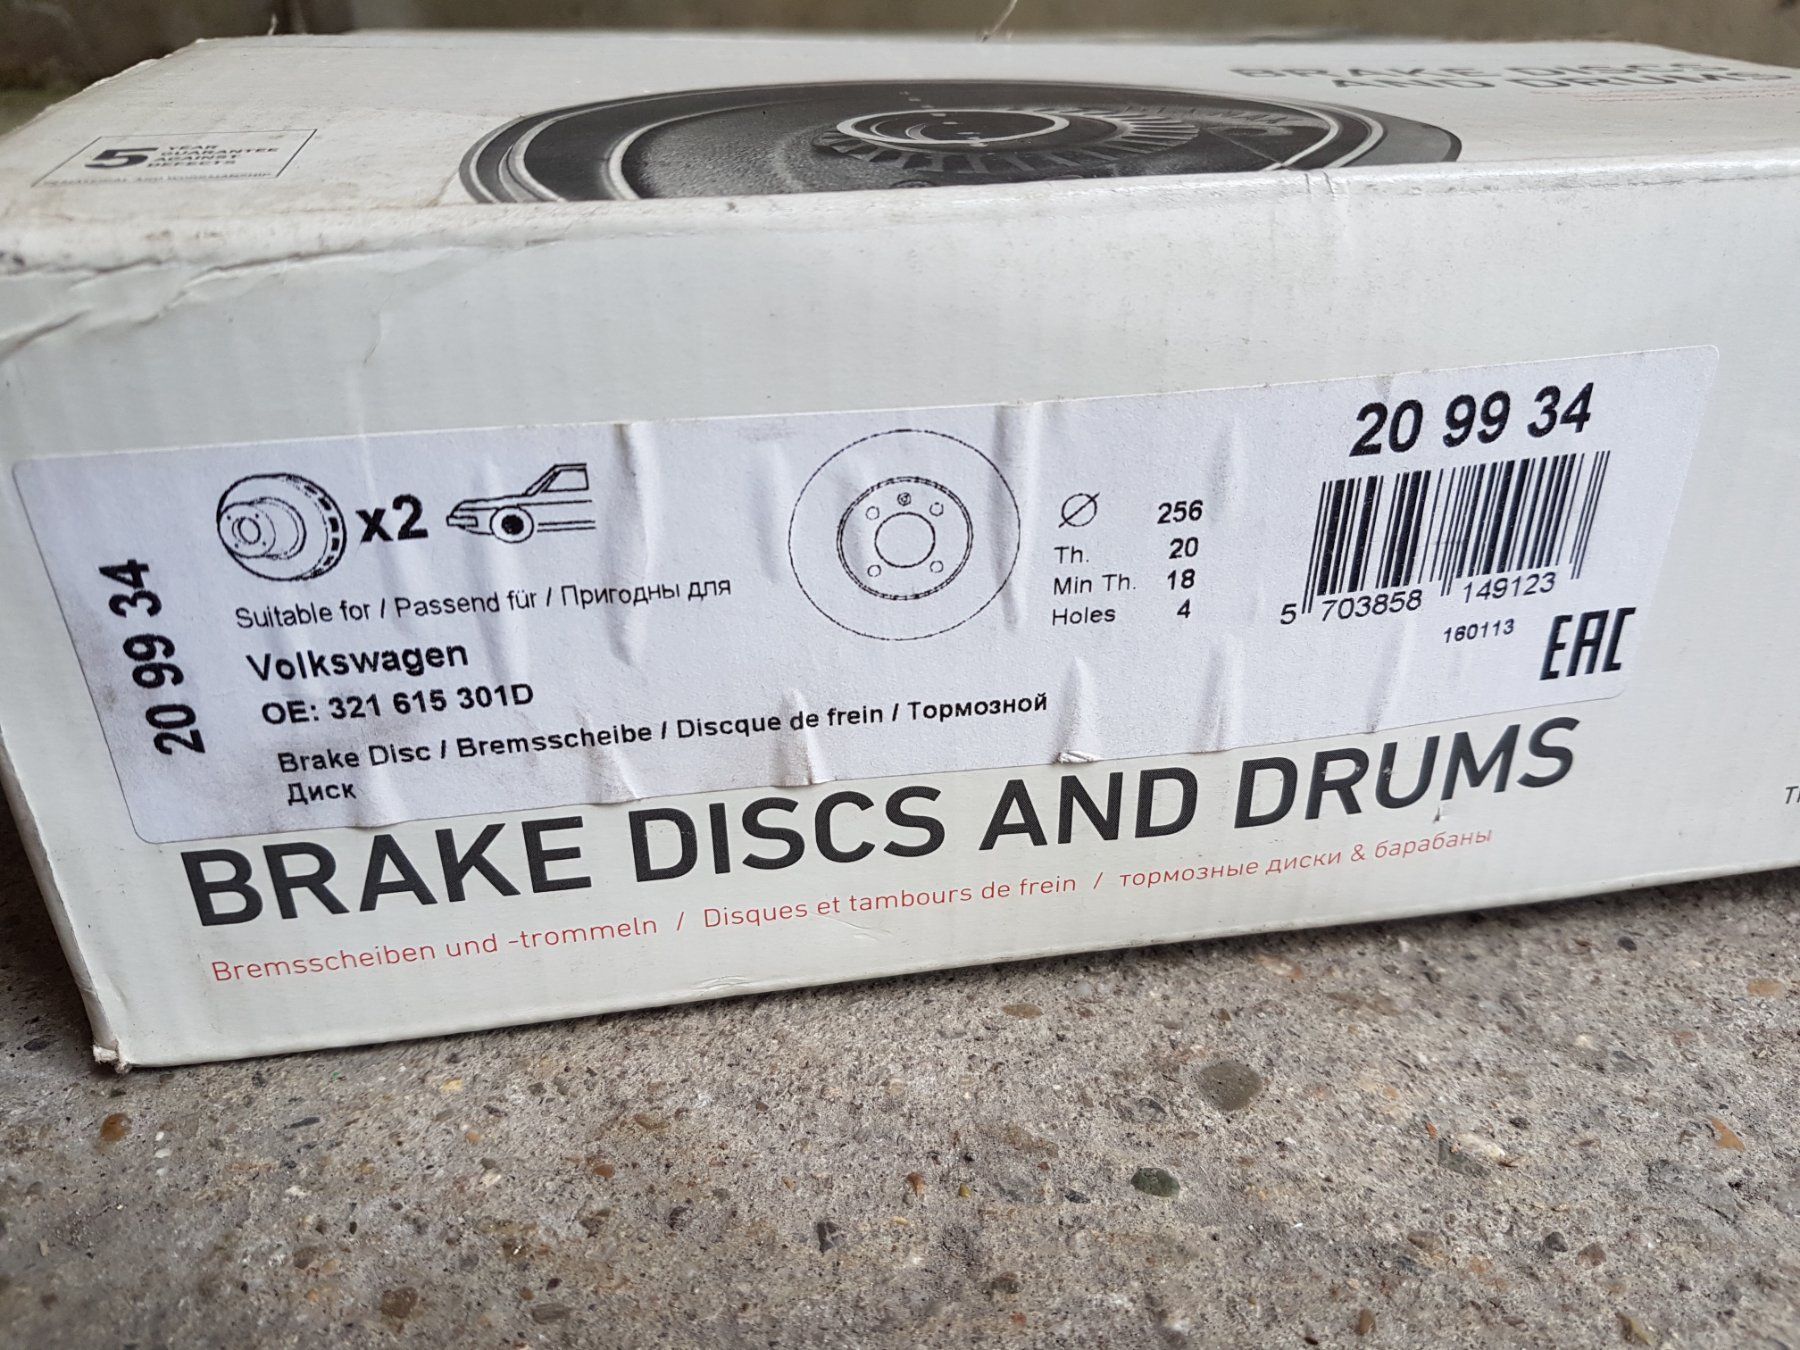 5 YEAR
GUARANTEE
AGAINST
DEFECTS
BRAKE DISCS
AND DRUMS
20 99 34
x2
Suitable for / Passend für / Пригодны для
Volkswagen
OE: 321 615 301D
Brake Disc / Bremsscheibe / Discque de frein / Тормозной
Диск
256
Th. 20
Min Th. 18
Holes 4
20 99 34
5 703858 149123
160113
EAC
BRAKE DISCS AND DRUMS
Bremsscheiben und -trommeln / Disques et tambours de frein / тормозные диски & барабаны